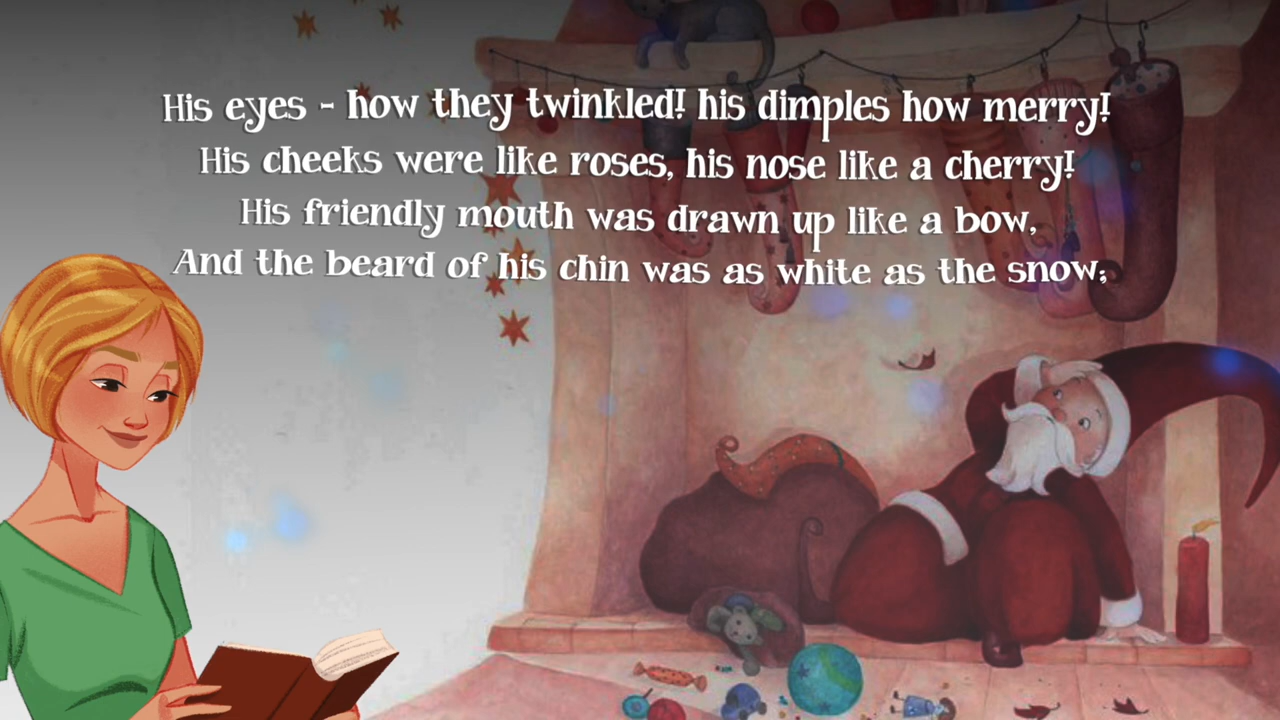 His eyes - how they twinkled! his dimples how merry!
His cheeks were like roses, his nose like a cherry!
His friendly mouth was drawn up like a bow,
And the beard of his chin was as white as the snow;